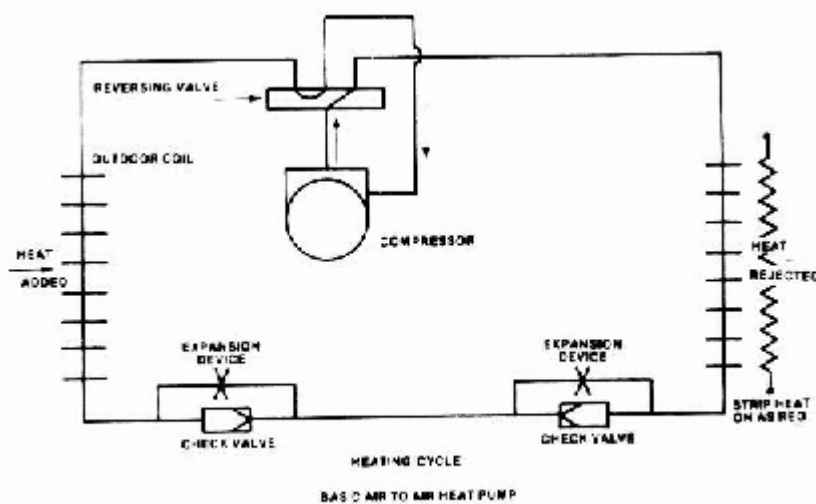 REVERSING VALVE
OUTDOOR COIL
COMPRESSOR
HEAT
ADDED
HEAT
REJECTED
EXPANSION
DEVICE
EXPANSION
DEVICE
CHECK VALVE
CHECK VALVE
STRIP HEAT
ON AS REQ
HEATING CYCLE
BASIC AIR TO AIR HEAT PUMP